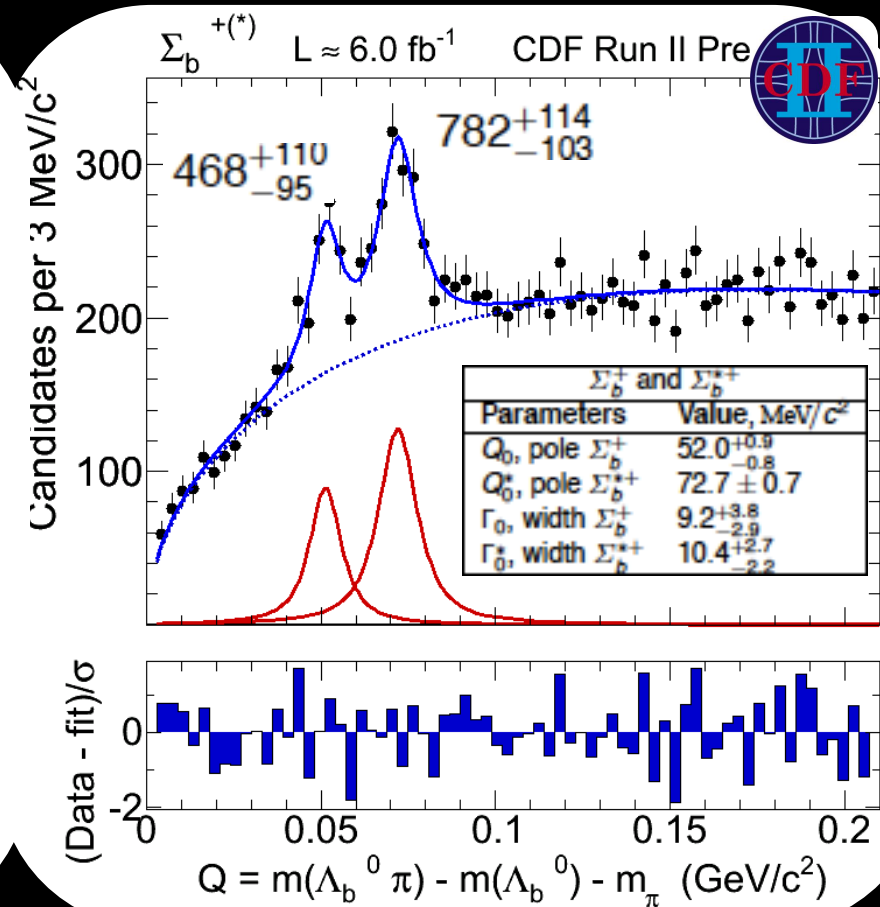 Σb +(*) L ≈ 6.0 fb-1 CDF Run II Pre
II
CDF
Candidates per 3 MeV/c2
300
200
100
468 +110 −95
782 +114 −103
Σb+ and Σb*+
Parameters Value, MeV/c2
Q0, pole Σb+ 52.0 +0.9 −0.8
Q0*, pole Σb*+ 72.7 ± 0.7
Γ0, width Σb+ 9.2 +3.8 −2.9
Γ0*, width Σb*+ 10.4 +2.7 −2.2
(Data - fit)/σ
0
-2
0 0.05 0.1 0.15 0.2
Q = m(Λb0 π) - m(Λb0) - mπ (GeV/c2)